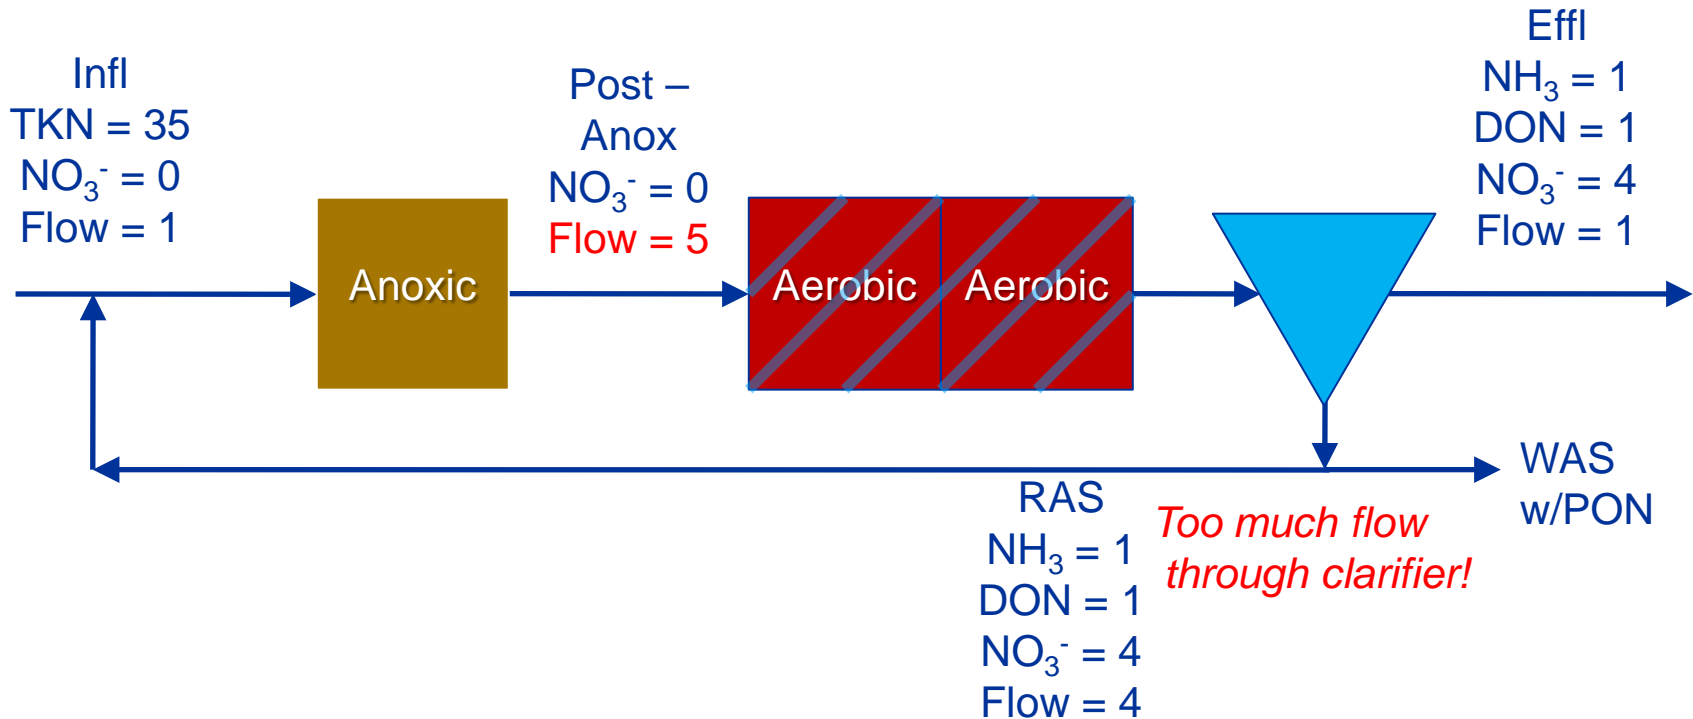 Infl
TKN = 35
NO₃⁻ = 0
Flow = 1
Anoxic
Post –
Anox
NO₃⁻ = 0
Flow = 5
Aerobic
Aerobic
Effl
NH₃ = 1
DON = 1
NO₃⁻ = 4
Flow = 1
RAS
NH₃ = 1
DON = 1
NO₃⁻ = 4
Flow = 4
Too much flow
through clarifier!
WAS
w/PON